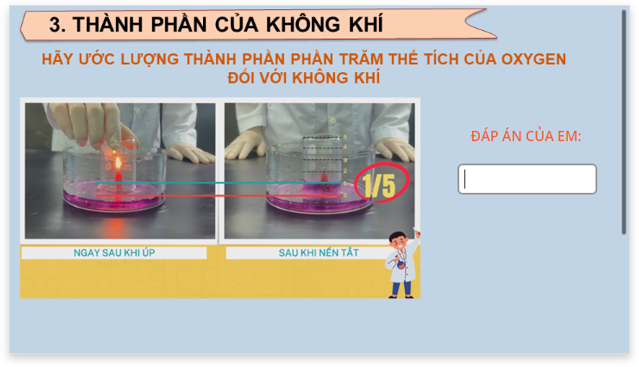 3. THÀNH PHẦN CỦA KHÔNG KHÍ
HÃY ƯỚC LƯỢNG THÀNH PHẦN PHẦN TRĂM THỂ TÍCH CỦA OXYGEN
ĐỐI VỚI KHÔNG KHÍ
ĐÁP ÁN CỦA EM:
1/5
NGAY SAU KHI ÚP
SAU KHI NẾN TẮT